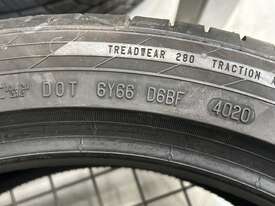 TREADWEAR 280 TRACTION A
DOT 6Y66 D6BF 4020